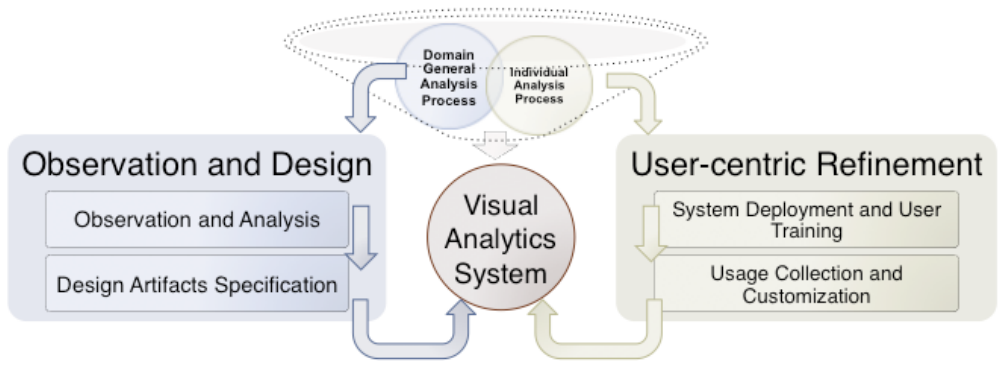 Domain
General
Analysis
Process
Individual
Analysis
Process
Observation and Design
Observation and Analysis
Design Artifacts Specification
Visual
Analytics
System
User-centric Refinement
System Deployment and User
Training
Usage Collection and
Customization